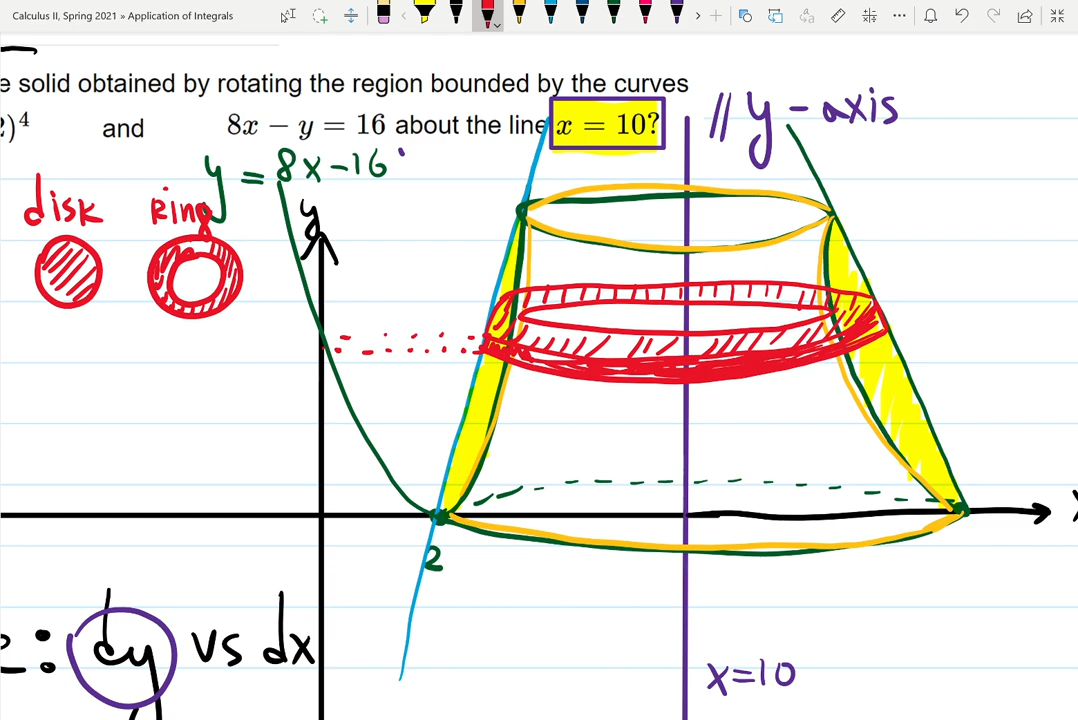 Calculus II, Spring 2021 » Application of Integrals
e solid obtained by rotating the region bounded by the curves
2)⁴ and 8x − y = 16 about the line x = 10?
// y-axis
y = 8x-16
disk Ring
y
x
2
: dy vs dx
x=10